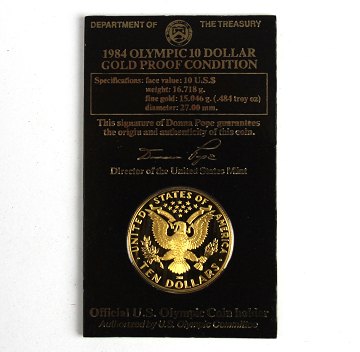 DEPARTMENT OF THE TREASURY
1984 OLYMPIC 10 DOLLAR
GOLD PROOF CONDITION
Specifications: face value: 10 U.S.$
weight: 16.718 g.
fine gold: 15.046 g. (.484 troy oz)
diameter: 27.00 mm.
This signature of Donna Pope guarantees
the origin and authenticity of this coin.
Donna Pope
Director of the United States Mint
UNITED STATES OF AMERICA
TEN DOLLARS
Official U.S. Olympic Coin holder
Authorized by U.S. Olympic Committee